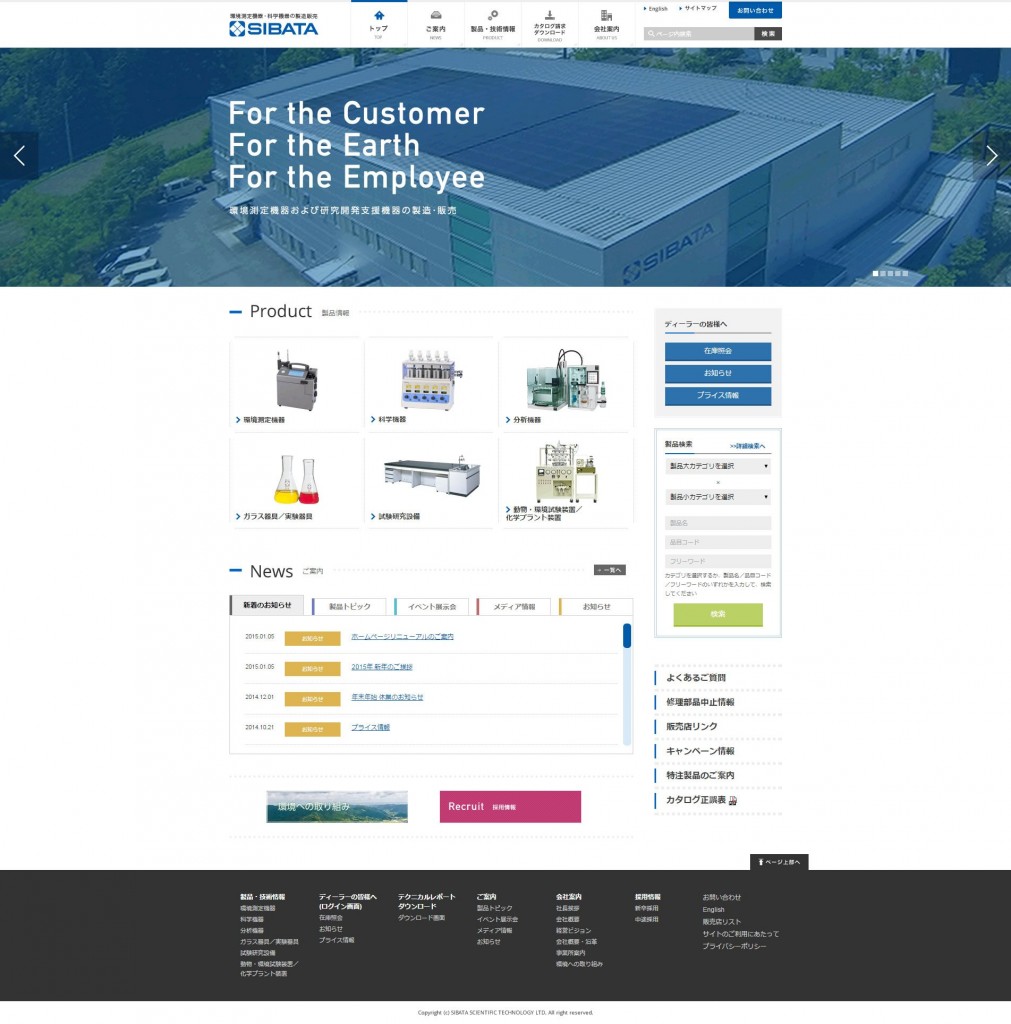 環境測定機器・科学機器の製造販売
SIBATA
トップ
TOP
ご案内
NEWS
製品・技術情報
PRODUCT
カタログ請求
ダウンロード
DOWNLOAD
会社案内
ABOUT US
English
サイトマップ
お問い合わせ
ページ内検索
検索
For the Customer
For the Earth
For the Employee
環境測定機器および研究開発支援機器の製造・販売
SIBATA
Product 製品情報
環境測定機器
科学機器
分析機器
ガラス器具／実験器具
試験研究設備
動物・環境試験装置／
化学プラント装置
News ご案内
一覧へ
新着のお知らせ
製品トピック
イベント展示会
メディア情報
お知らせ
2015.01.05 お知らせ ホームページリニューアルのご案内
2015.01.05 お知らせ 2015年 新年のご挨拶
2014.12.01 お知らせ 年末年始 休業のお知らせ
2014.10.21 お知らせ プライス情報
環境への取り組み
Recruit 採用情報
ディーラーの皆様へ
在庫照会
お知らせ
プライス情報
製品検索 >>詳細検索へ
製品大カテゴリを選択
製品小カテゴリを選択
製品名
品目コード
フリーワード
カテゴリを選択するか、製品名／品目コード
／フリーワードのいずれかを入力して、検索
してください
検索
よくあるご質問
修理部品中止情報
販売店リンク
キャンペーン情報
特注製品のご案内
カタログ正誤表
ページ上部へ
製品・技術情報
環境測定機器
科学機器
分析機器
ガラス器具／実験器具
試験研究設備
動物・環境試験装置／
化学プラント装置
ディーラーの皆様へ
(ログイン画面)
在庫照会
お知らせ
プライス情報
テクニカルレポート
ダウンロード
ダウンロード画面
ご案内
製品トピック
イベント展示会
メディア情報
お知らせ
会社案内
社長挨拶
会社概要
経営ビジョン
会社概要・沿革
事業所案内
環境への取り組み
採用情報
新卒採用
中途採用
お問い合わせ
English
販売店リスト
サイトのご利用にあたって
プライバシーポリシー
Copyright (c) SIBATA SCIENTIFIC TECHNOLOGY LTD. All right reserved.